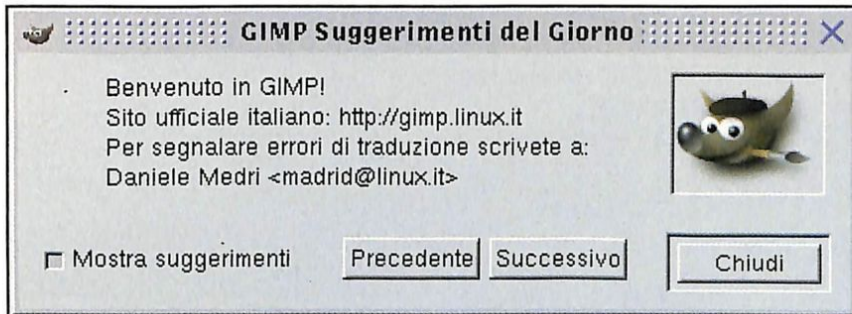 GIMP Suggerimenti del Giorno
Benvenuto in GIMP!
Sito ufficiale italiano: http://gimp.linux.it
Per segnalare errori di traduzione scrivete a:
Daniele Medri <madrid@linux.it>
Mostra suggerimenti Precedente Successivo Chiudi